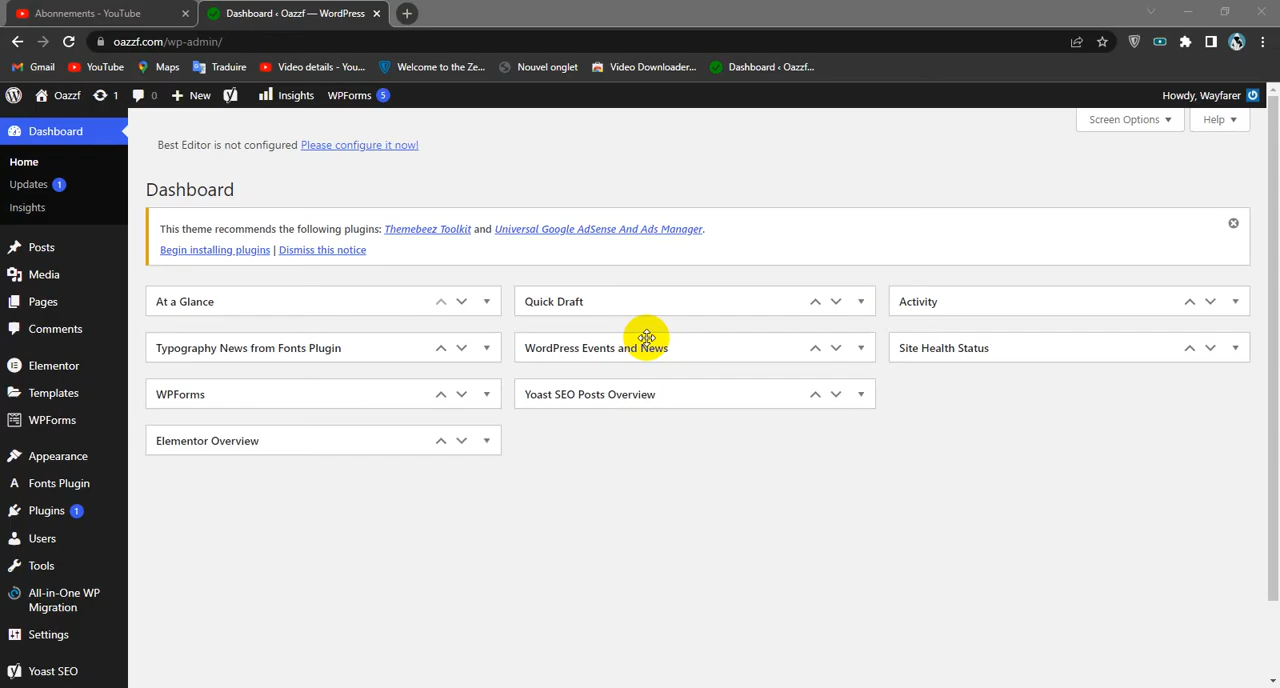 Abonnements - YouTube
Dashboard ‹ Oazzf — WordPress
oazzf.com/wp-admin/
Gmail YouTube Maps Traduire Video details - You... Welcome to the Ze... Nouvel onglet Video Downloader... Dashboard ‹ Oazzf...
Oazzf 1 0 New Insights WPForms 5 Howdy, Wayfarer
Screen Options Help
Dashboard
Home
Updates 1
Insights
Posts
Media
Pages
Comments
Elementor
Templates
WPForms
Appearance
Fonts Plugin
Plugins 1
Users
Tools
All-in-One WP
Migration
Settings
Yoast SEO
Best Editor is not configured Please configure it now!
Dashboard
This theme recommends the following plugins: Themebeez Toolkit and Universal Google AdSense And Ads Manager.
Begin installing plugins | Dismiss this notice
At a Glance
Typography News from Fonts Plugin
WPForms
Elementor Overview
Quick Draft
WordPress Events and News
Yoast SEO Posts Overview
Activity
Site Health Status